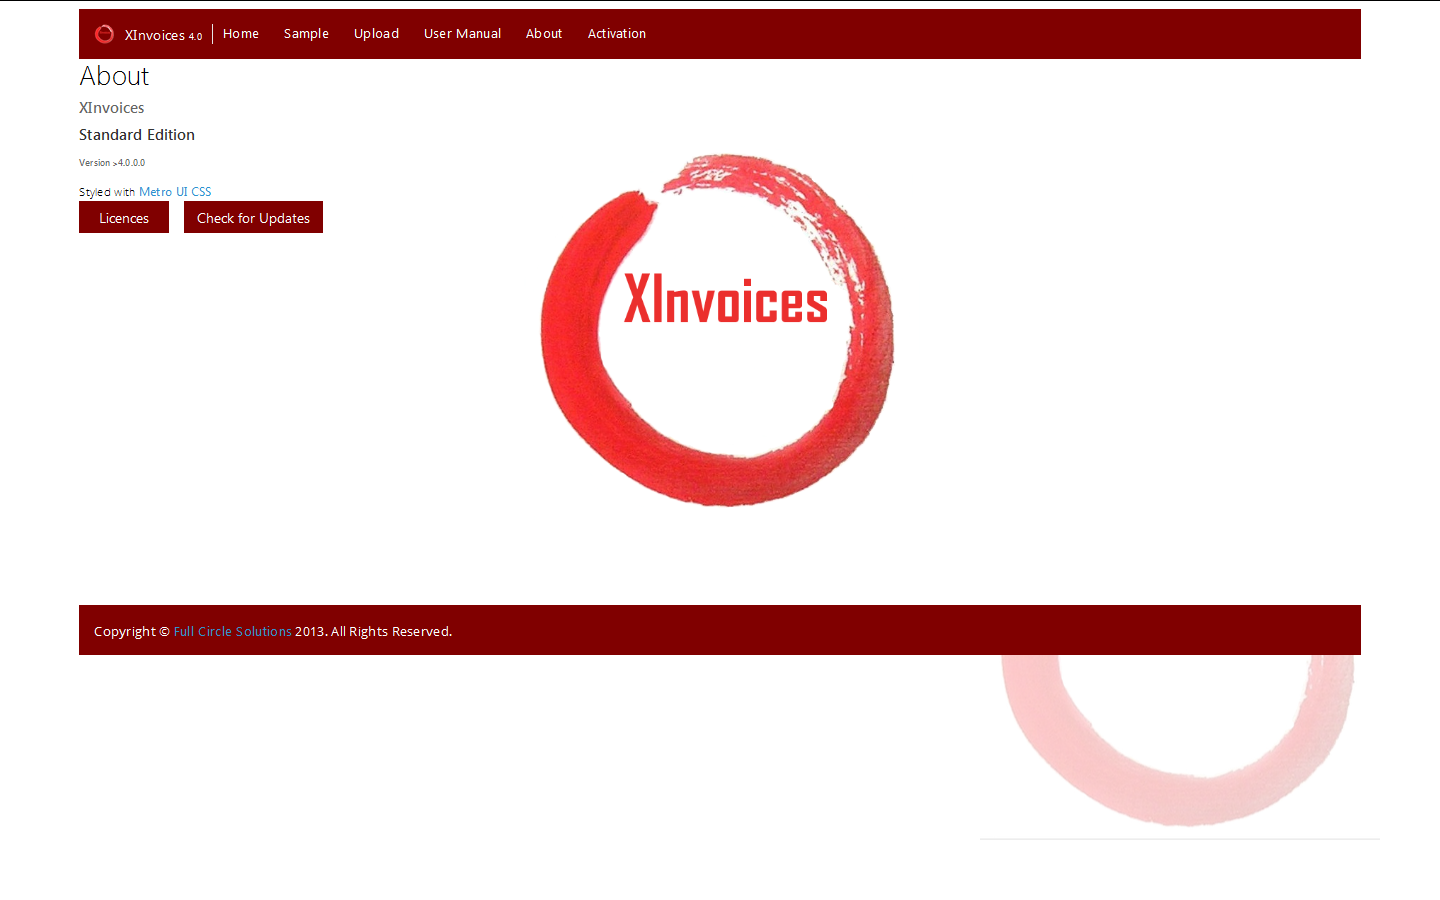 XInvoices 4.0 Home Sample Upload User Manual About Activation
About
XInvoices
Standard Edition
Version >4.0.0.0
Styled with Metro UI CSS
Licences Check for Updates
XInvoices
Copyright © Full Circle Solutions 2013. All Rights Reserved.